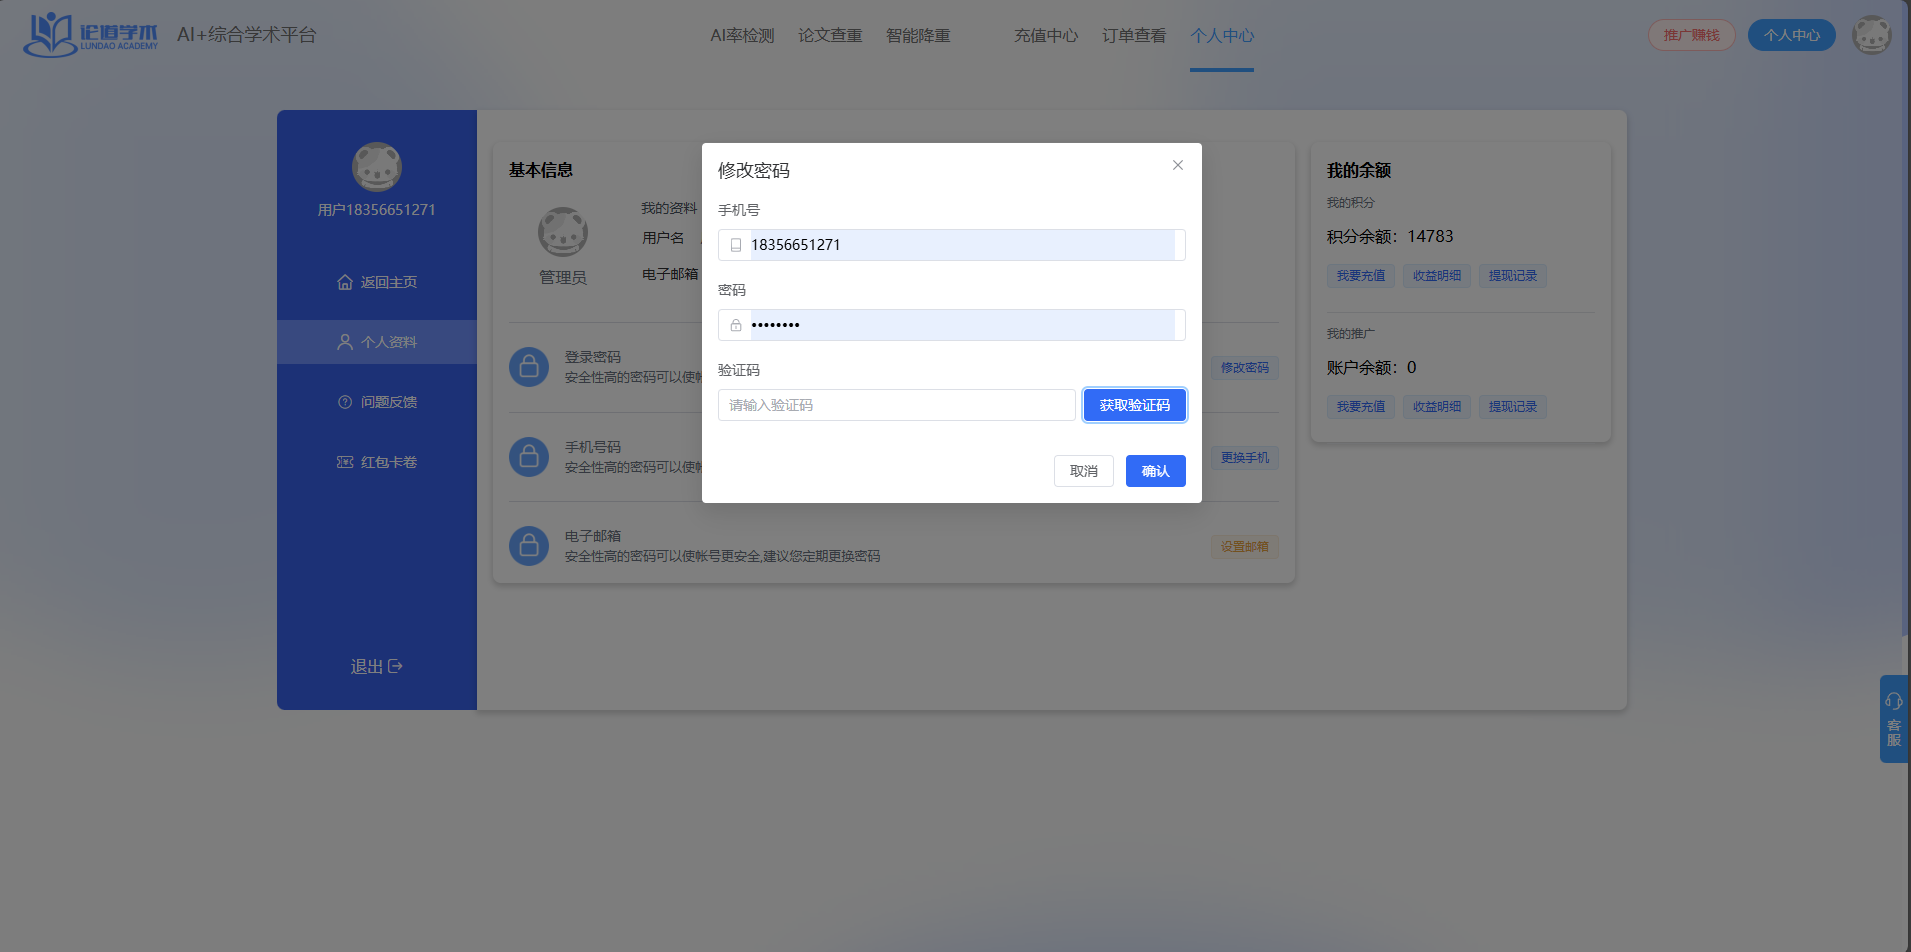 论道学术
LUNDAO ACADEMY
AI+综合学术平台
AI率检测
论文查重
智能降重
充值中心
订单查看
个人中心
推广赚钱
个人中心
用户18356651271
返回主页
个人资料
问题反馈
红包卡卷
退出
基本信息
管理员
我的资料
用户名
电子邮箱
登录密码
安全性高的密码可以使帐
修改密码
手机号码
安全性高的密码可以使帐
更换手机
电子邮箱
安全性高的密码可以使帐号更安全,建议您定期更换密码
设置邮箱
修改密码
手机号
18356651271
密码
••••••••
验证码
请输入验证码
获取验证码
取消
确认
我的余额
我的积分
积分余额：14783
我要充值
收益明细
提现记录
我的推广
账户余额：0
我要充值
收益明细
提现记录
客服